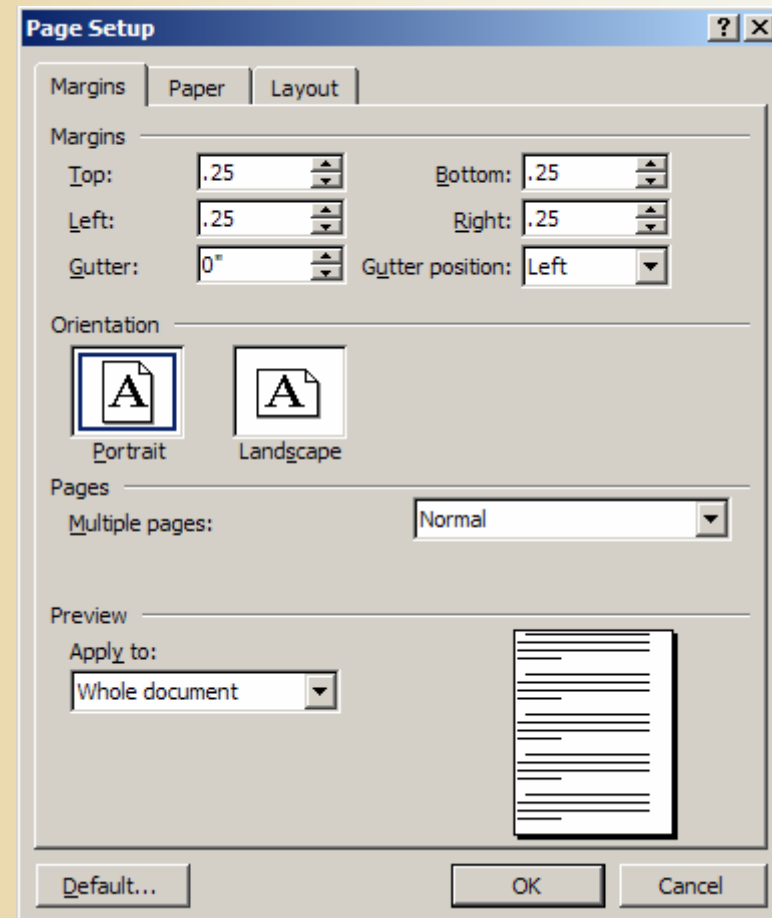 Page Setup
Margins Paper Layout
Margins
Top: .25 Bottom: .25
Left: .25 Right: .25
Gutter: 0" Gutter position: Left
Orientation
A A
Portrait Landscape
Pages
Multiple pages: Normal
Preview
Apply to:
Whole document
Default... OK Cancel